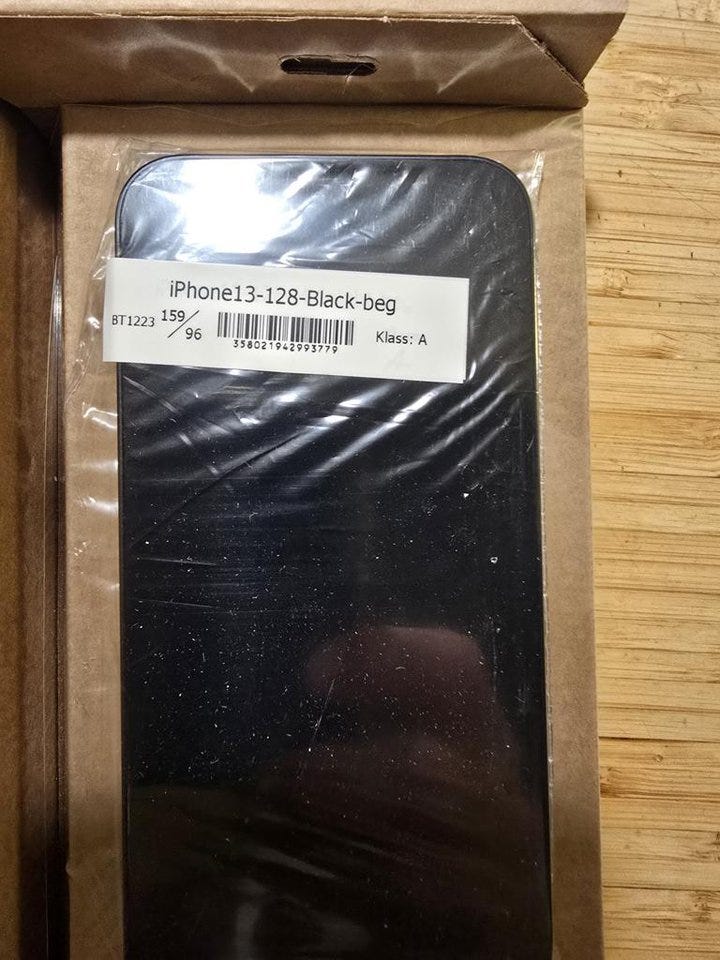 iPhone13-128-Black-beg
BT1223 159/96 Klass: A
358021942993779